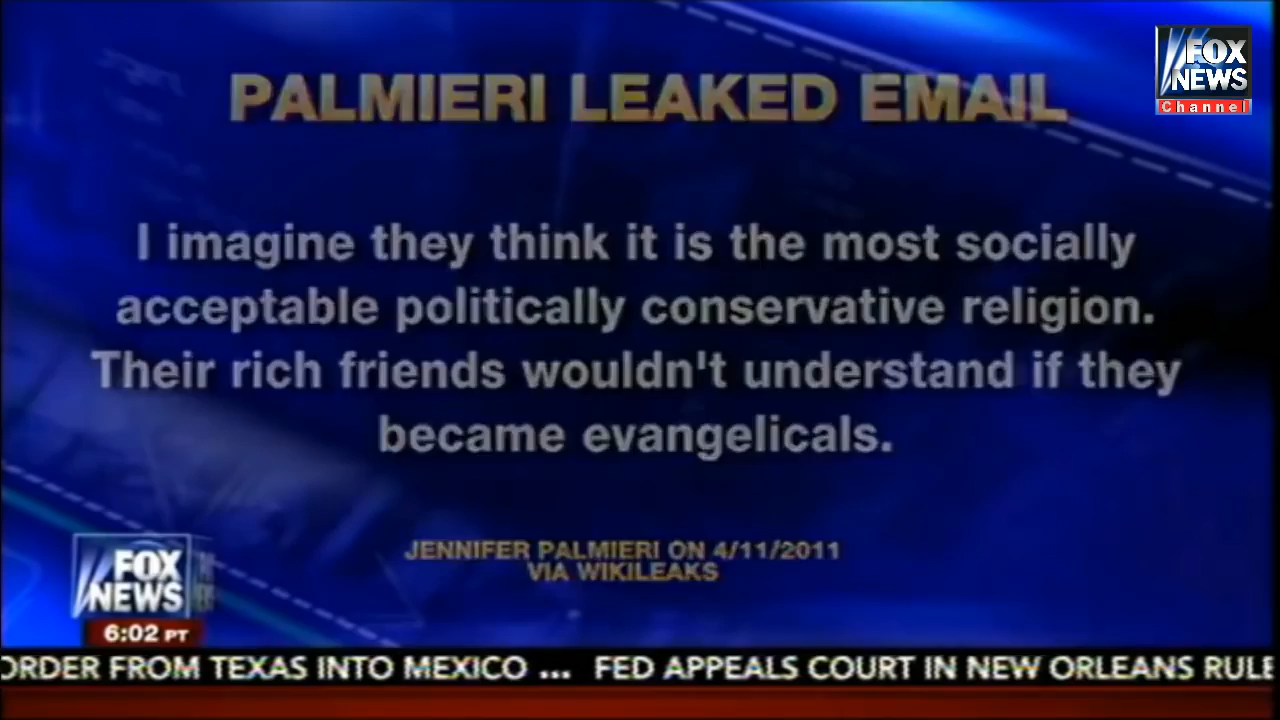 FOX
NEWS
Channel
PALMIERI LEAKED EMAIL
I imagine they think it is the most socially
acceptable politically conservative religion.
Their rich friends wouldn't understand if they
became evangelicals.
JENNIFER PALMIERI ON 4/11/2011
VIA WIKILEAKS
FOX
NEWS
6:02 PT
ORDER FROM TEXAS INTO MEXICO ... FED APPEALS COURT IN NEW ORLEANS RULE